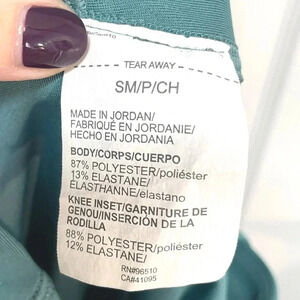 TEAR AWAY
SM/P/CH
MADE IN JORDAN/
FABRIQUÉ EN JORDANIE/
HECHO EN JORDANIA
BODY/CORPS/CUERPO
87% POLYESTER/poliéster
13% ELASTANE/
ELASTHANNE/elástano
KNEE INSET/GARNITURE DE
GENOU/INSERCIÓN DE LA
RODILLA
88% POLYESTER/poliéster
12% ELASTANE/
RN#96510
CA#41095